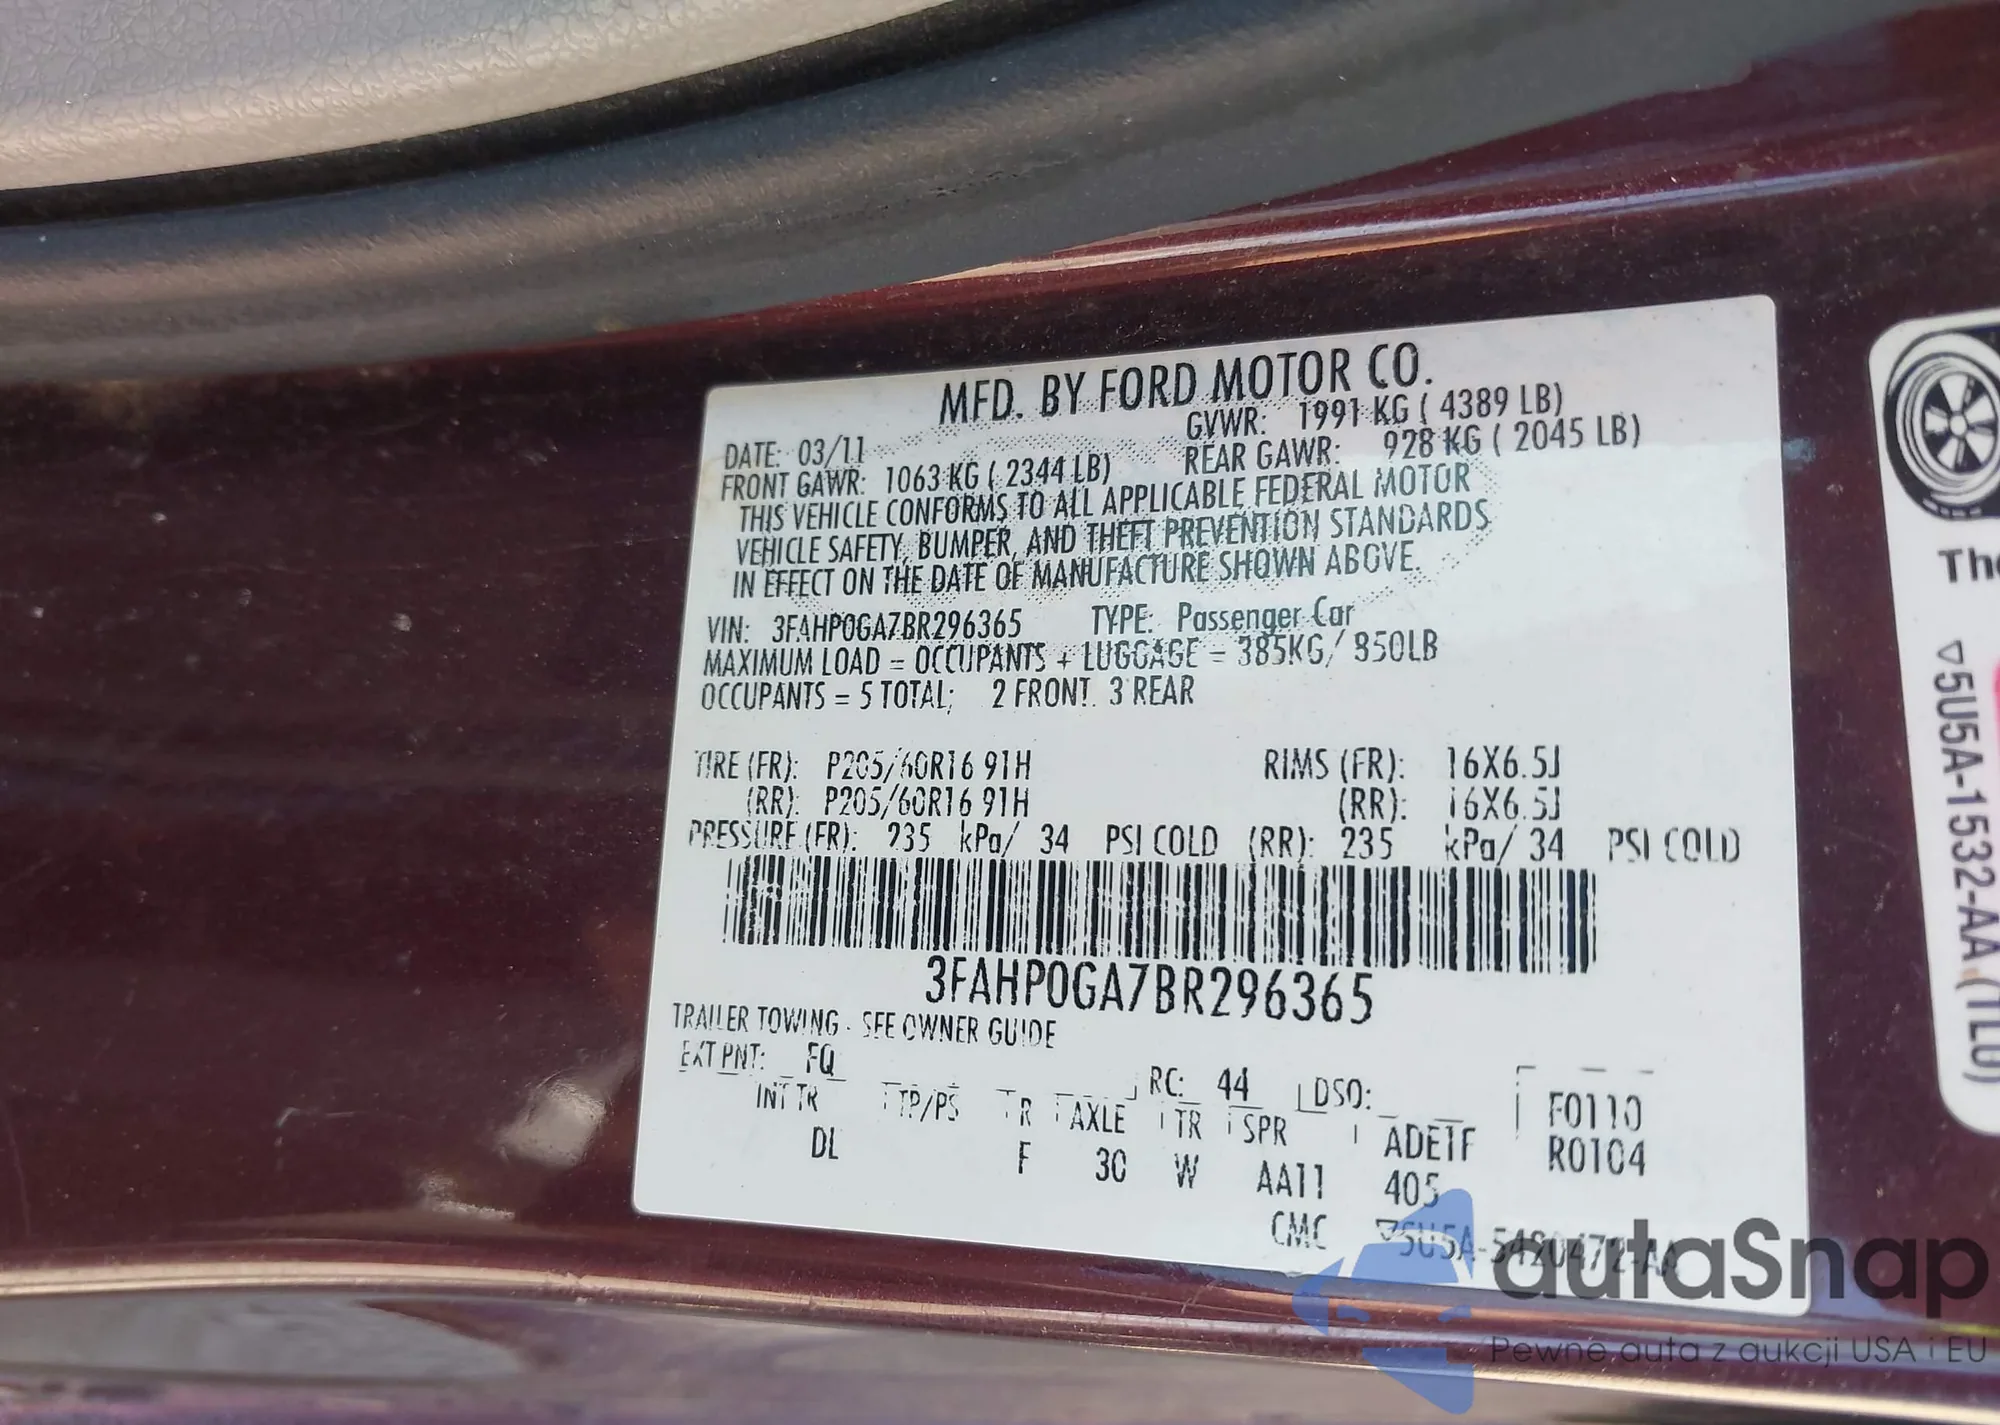 MFD. BY FORD MOTOR CO.
DATE: 03/11 GVWR: 1991 KG ( 4389 LB)
FRONT GAWR: 1063 KG ( 2344 LB) REAR GAWR: 928 KG ( 2045 LB)
THIS VEHICLE CONFORMS TO ALL APPLICABLE FEDERAL MOTOR
VEHICLE SAFETY, BUMPER, AND THEFT PREVENTION STANDARDS
IN EFFECT ON THE DATE OF MANUFACTURE SHOWN ABOVE.
VIN: 3FAHP0GA7BR296365 TYPE: Passenger Car
MAXIMUM LOAD = OCCUPANTS + LUGGAGE = 385KG/ 850LB
OCCUPANTS = 5 TOTAL; 2 FRONT. 3 REAR
TIRE (FR): P205/60R16 91H RIMS (FR): 16X6.5J
(RR): P205/60R16 91H (RR): 16X6.5J
PRESSURE (FR): 235 kPa/ 34 PSI COLD (RR): 235 kPa/ 34 PSI COLD
3FAHP0GA7BR296365
TRAILER TOWING - SEE OWNER GUIDE
EXT PNT: FQ RC: 44 DSO: F0110
INT TR TP/PS R AXLE TR SPR ADETF R0104
DL F 30 W AA11 405
CMC ▽5U5A-5420472-AA
▽5U5A-1532-AA (TLU)
autaSnap
Pewne auta z aukcji USA i EU